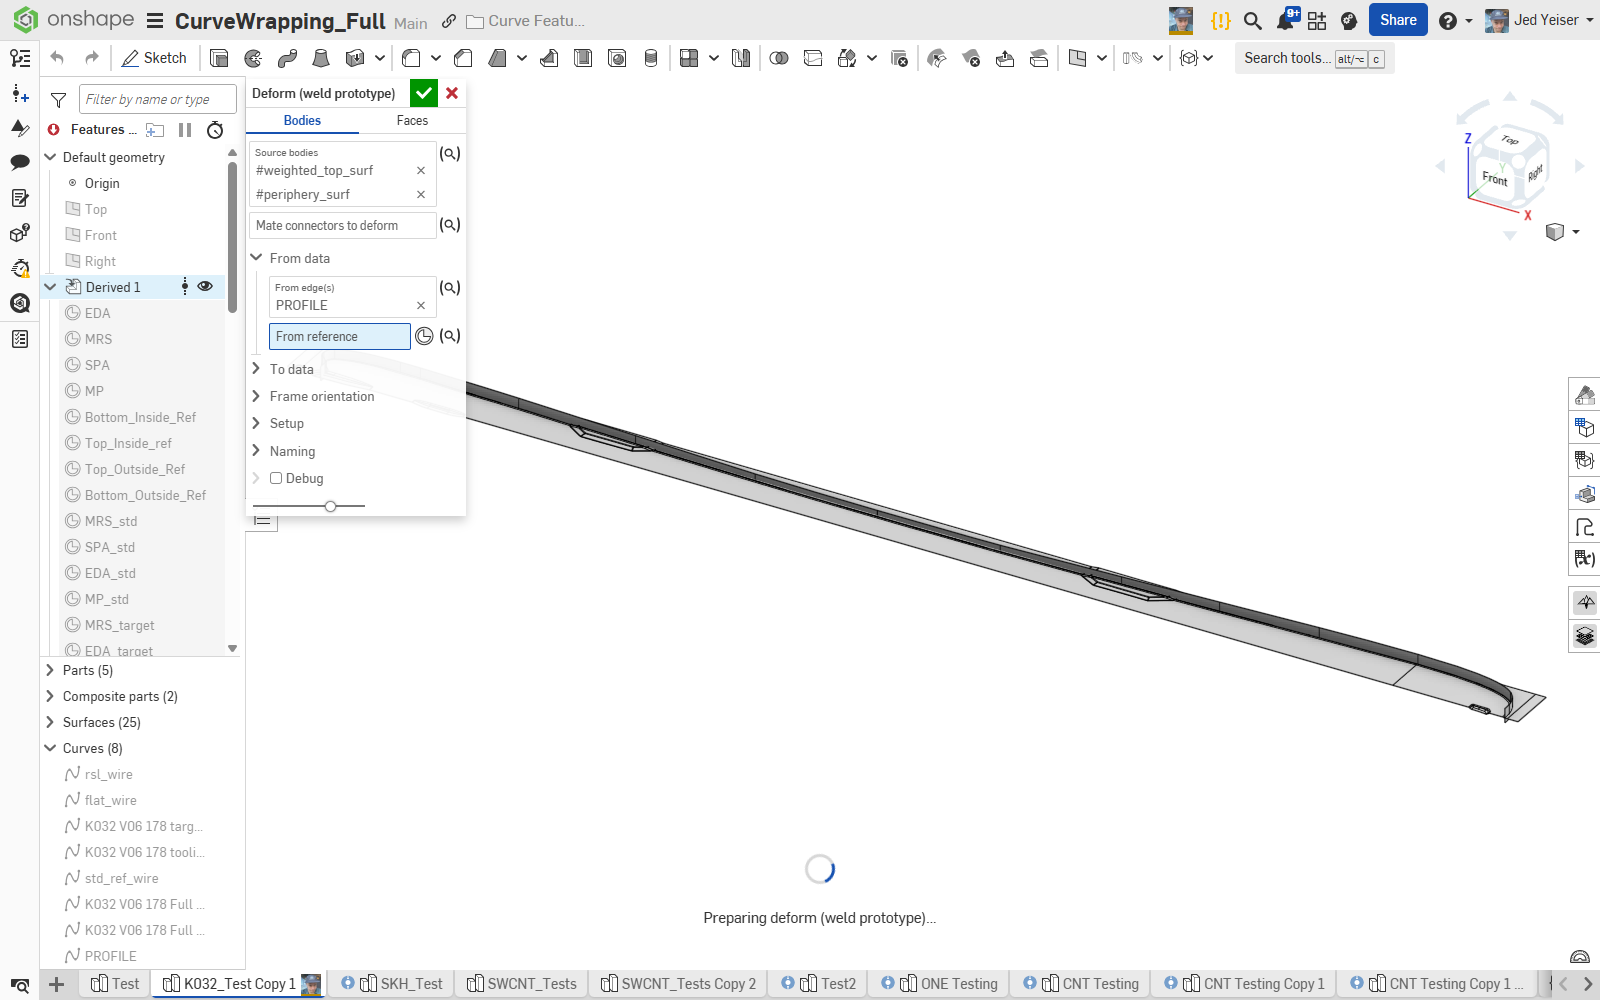 onshape
CurveWrapping_Full
Main
Curve Featu...
9+
Share
Jed Yeiser
Sketch
Search tools...
alt/⌥
c
Filter by name or type
Features ...
Default geometry
Origin
Top
Front
Right
Derived 1
EDA
MRS
SPA
MP
Bottom_Inside_Ref
Top_Inside_ref
Top_Outside_Ref
Bottom_Outside_Ref
MRS_std
SPA_std
EDA_std
MP_std
MRS_target
EDA_target
Parts (5)
Composite parts (2)
Surfaces (25)
Curves (8)
rsl_wire
flat_wire
K032 V06 178 targ...
K032 V06 178 tooli...
std_ref_wire
K032 V06 178 Full ...
K032 V06 178 Full ...
PROFILE
Deform (weld prototype)
Bodies
Faces
Source bodies
#weighted_top_surf
#periphery_surf
Mate connectors to deform
From data
From edge(s)
PROFILE
From reference
To data
Frame orientation
Setup
Naming
Debug
Z
Top
Y
Front
Right
X
Preparing deform (weld prototype)...
Test
K032_Test Copy 1
SKH_Test
SWCNT_Tests
SWCNT_Tests Copy 2
Test2
ONE Testing
CNT Testing
CNT Testing Copy 1
CNT Testing Copy 1 ...